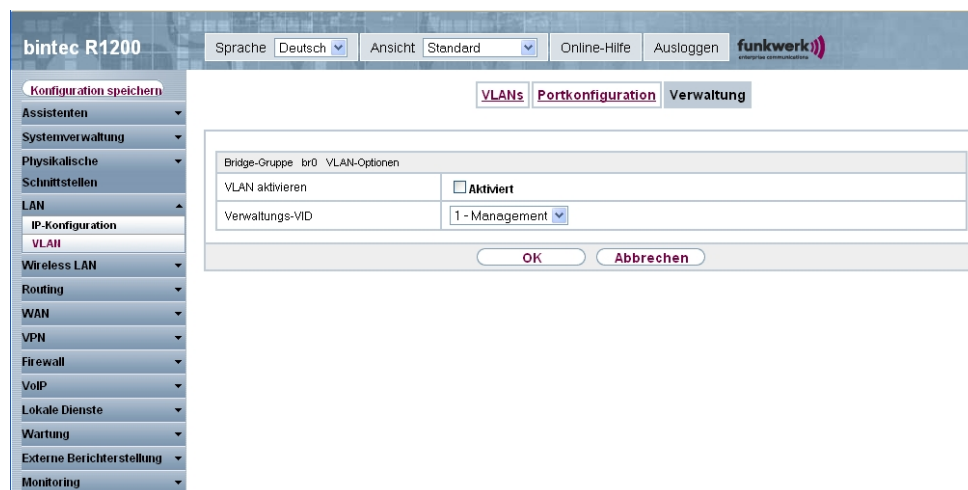 bintec R1200
Sprache Deutsch Ansicht Standard Online-Hilfe Ausloggen funkwerk
enterprise communications
Konfiguration speichern
Assistenten
Systemverwaltung
Physikalische
Schnittstellen
LAN
IP-Konfiguration
VLAN
Wireless LAN
Routing
WAN
VPN
Firewall
VoIP
Lokale Dienste
Wartung
Externe Berichterstellung
Monitoring
VLANs Portkonfiguration Verwaltung
Bridge-Gruppe br0 VLAN-Optionen
VLAN aktivieren Aktiviert
Verwaltungs-VID 1 - Management
OK Abbrechen